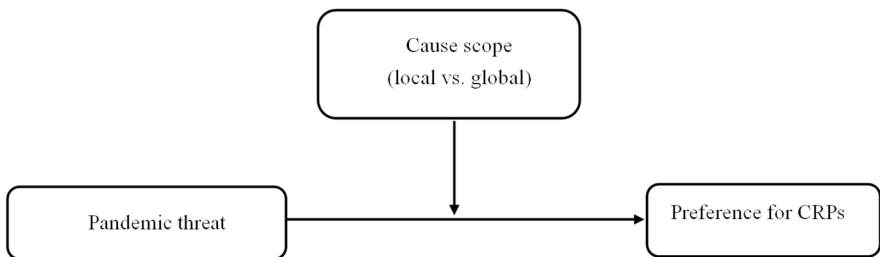 Cause scope
(local vs. global)
Pandemic threat
Preference for CRPs